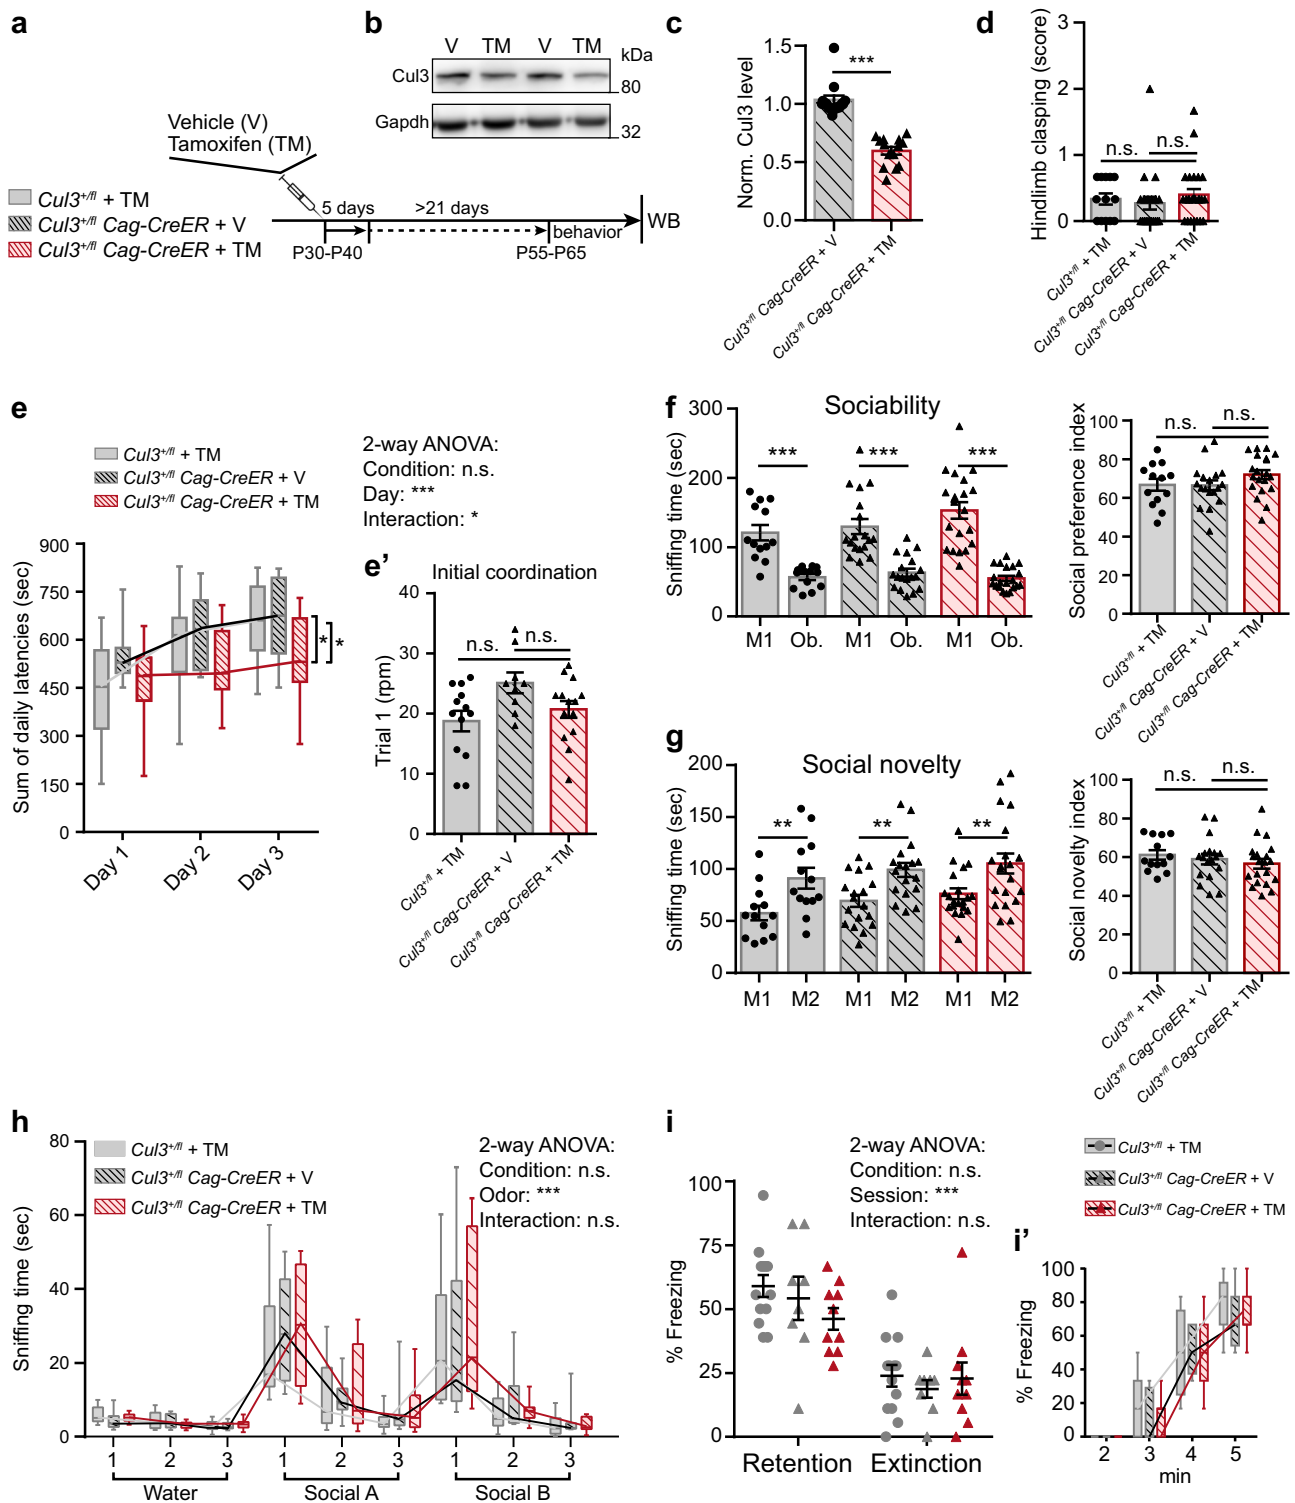 a
Vehicle (V)
Tamoxifen (TM)
Cul3+/fl + TM
Cul3+/fl Cag-CreER + V
Cul3+/fl Cag-CreER + TM
5 days
>21 days
behavior
WB
P30-P40
P55-P65
b
V TM V TM
kDa
Cul3
80
Gapdh
32
c
Norm. Cul3 level
1.5
1.0
0.5
0.0
***
Cul3+/fl Cag-CreER + V
Cul3+/fl Cag-CreER + TM
d
Hindlimb clasping (score)
3
2
1
0
n.s.
n.s.
Cul3+/fl + TM
Cul3+/fl Cag-CreER + V
Cul3+/fl Cag-CreER + TM
e
Cul3+/fl + TM
Cul3+/fl Cag-CreER + V
Cul3+/fl Cag-CreER + TM
2-way ANOVA:
Condition: n.s.
Day: ***
Interaction: *
Sum of daily latencies (sec)
900
750
600
450
300
150
0
*
*
Day 1
Day 2
Day 3
e'
Initial coordination
Trial 1 (rpm)
40
30
20
10
0
n.s.
n.s.
Cul3+/fl + TM
Cul3+/fl Cag-CreER + V
Cul3+/fl Cag-CreER + TM
f
Sociability
Sniffing time (sec)
300
200
100
0
***
***
***
M1 Ob. M1 Ob. M1 Ob.
Social preference index
100
80
60
40
20
0
n.s.
n.s.
Cul3+/fl + TM
Cul3+/fl Cag-CreER + V
Cul3+/fl Cag-CreER + TM
g
Social novelty
Sniffing time (sec)
200
150
100
50
0
**
**
**
M1 M2 M1 M2 M1 M2
Social novelty index
100
80
60
40
20
0
n.s.
n.s.
Cul3+/fl + TM
Cul3+/fl Cag-CreER + V
Cul3+/fl Cag-CreER + TM
h
Cul3+/fl + TM
Cul3+/fl Cag-CreER + V
Cul3+/fl Cag-CreER + TM
2-way ANOVA:
Condition: n.s.
Odor: ***
Interaction: n.s.
Sniffing time (sec)
80
60
40
20
0
1 2 3 1 2 3 1 2 3
Water Social A Social B
i
2-way ANOVA:
Condition: n.s.
Session: ***
Interaction: n.s.
% Freezing
100
75
50
25
0
Retention Extinction
Cul3+/fl + TM
Cul3+/fl Cag-CreER + V
Cul3+/fl Cag-CreER + TM
i'
% Freezing
100
80
60
40
20
0
2 3 4 5
min